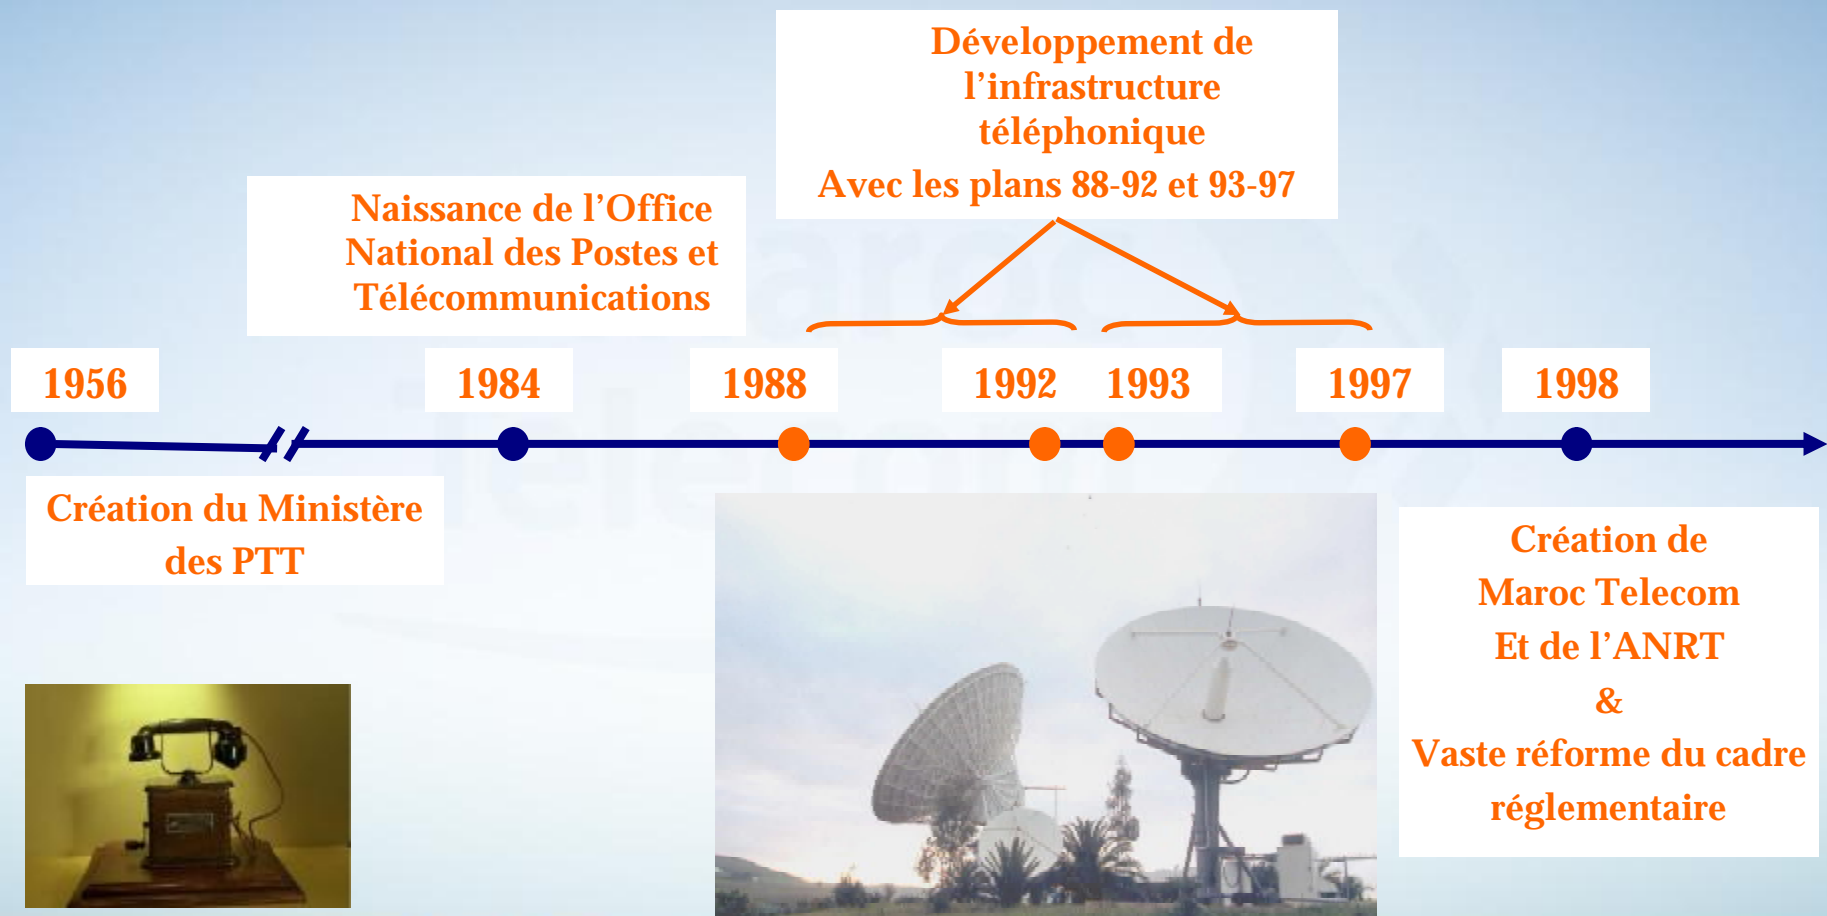 Développement de
l’infrastructure
téléphonique
Avec les plans 88-92 et 93-97
Naissance de l’Office
National des Postes et
Télécommunications
1956
1984
1988
1992
1993
1997
1998
Création du Ministère
des PTT
Création de
Maroc Telecom
Et de l’ANRT
&
Vaste réforme du cadre
réglementaire
Maroc
Telecom